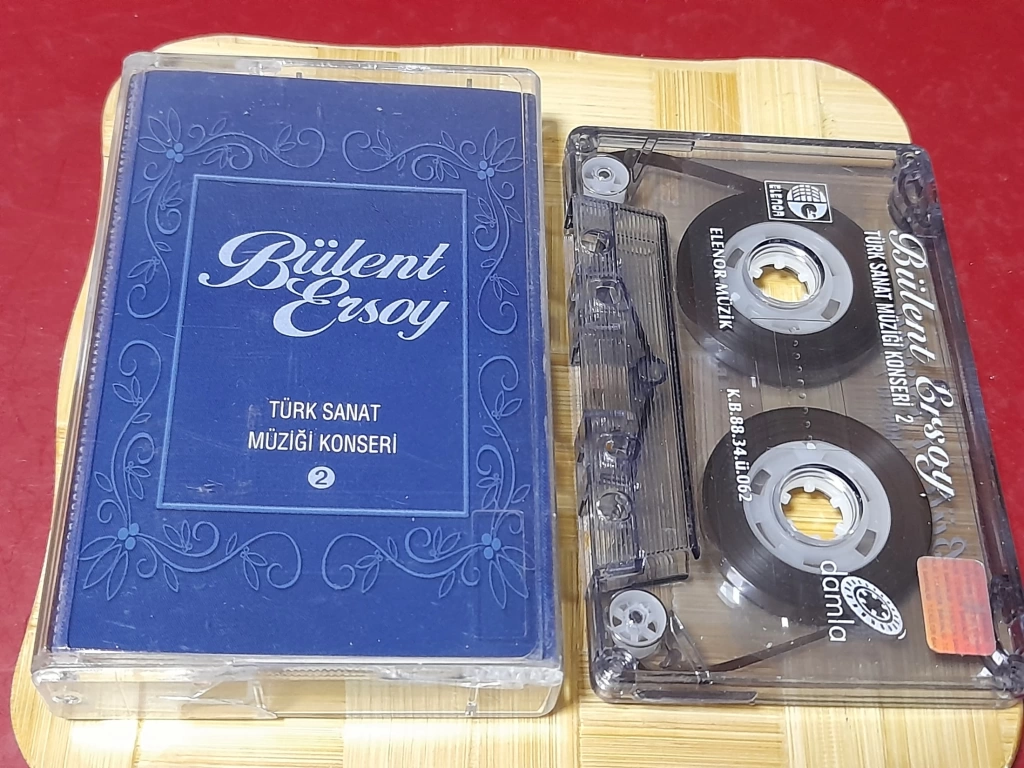 Bülent
Ersoy
TÜRK SANAT
MÜZİĞİ KONSERİ
2
ELENOR
ELENOR MÜZİK
K.B.88.34.Ü.062
Bülent Ersoy
TÜRK SANAT MÜZİĞİ KONSERİ 2
damla